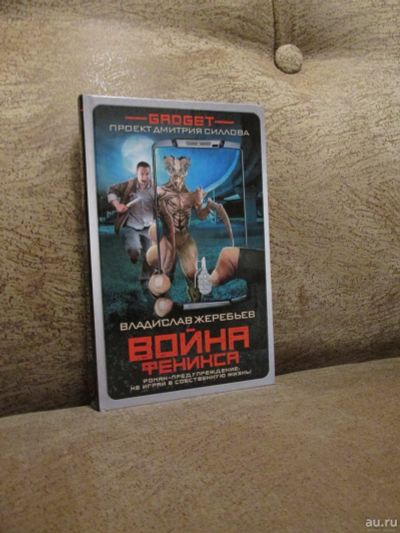 GADGET
ПРОЕКТ ДМИТРИЯ СИЛЛОВА
ВЛАДИСЛАВ ЖЕРЕБЬЕВ
ВОЙНА
ФЕНИКСА
РОМАН-ПРЕДУПРЕЖДЕНИЕ:
НЕ ИГРАЙ В СОБСТВЕННУЮ ЖИЗНЬ!
au.ru